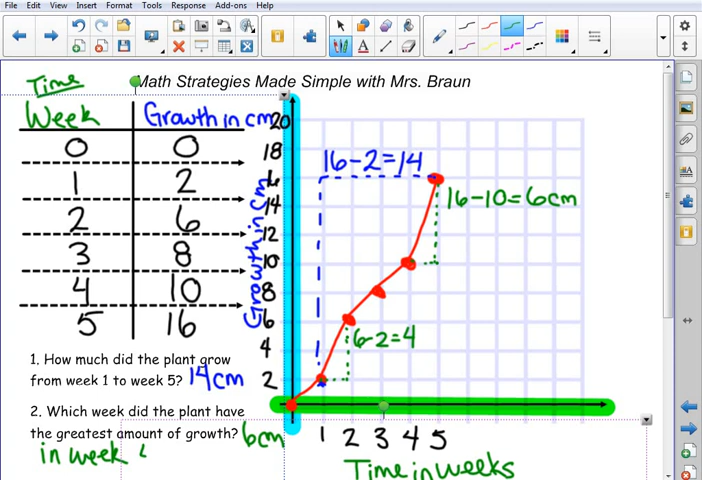 File Edit View Insert Format Tools Response Add-ons Help
Math Strategies Made Simple with Mrs. Braun
Time
Week Growth in cm
0 0
1 2
2 6
3 8
4 10
5 16
1. How much did the plant grow
from week 1 to week 5? 14cm
2. Which week did the plant have
the greatest amount of growth? 6cm
in week
20
18
16
14
12
10
8
6
4
2
Growth in cm
16-2=14
16-10=6cm
6-2=4
1 2 3 4 5
Time in weeks